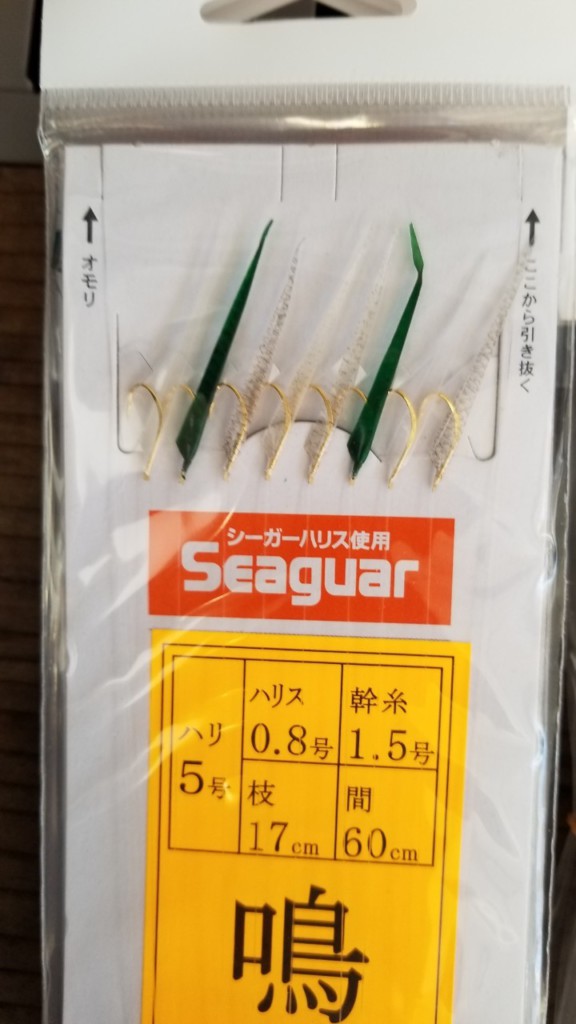 オモリ
ここから引き抜く
シーガーハリス使用
Seaguar
ハリ
5号
ハリス
0.8号
幹糸
1.5号
枝
17cm
間
60cm
鳴